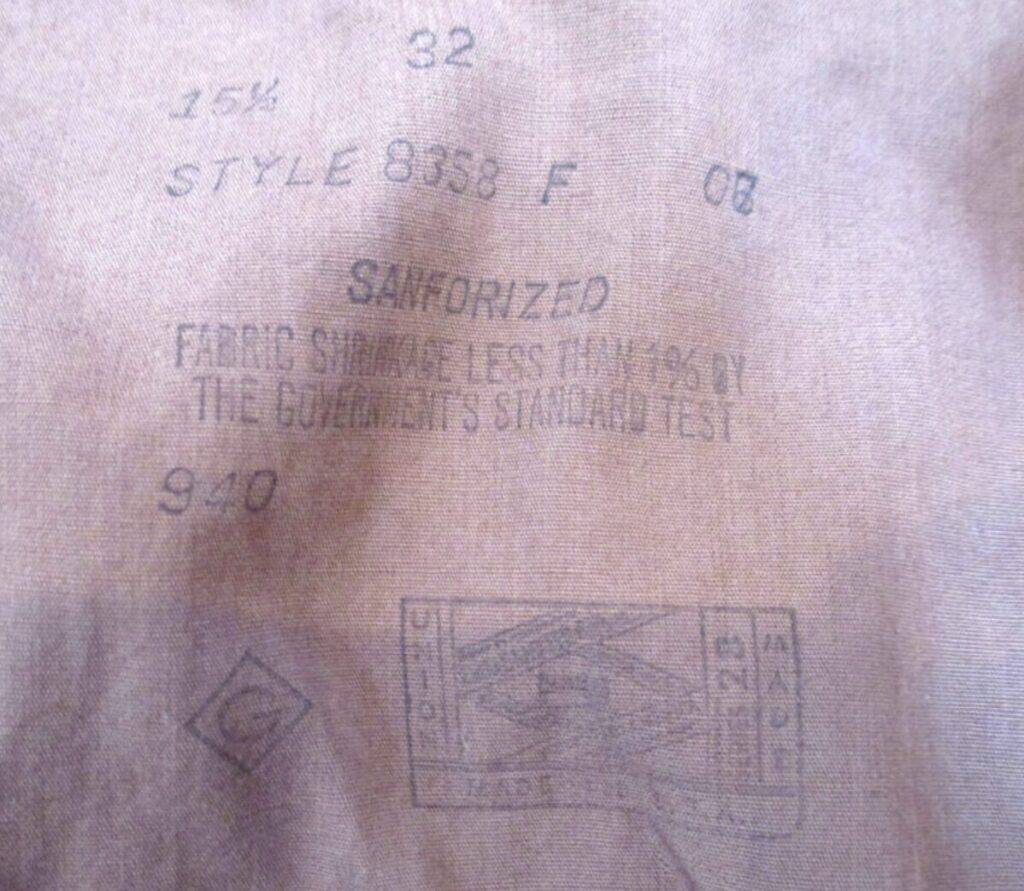 32
15½
STYLE 8358 F
SANFORIZED
FABRIC SHRINKAGE LESS THAN 1% BY
THE GOVERNMENT'S STANDARD TEST
940
G
UNION
MADE
MADE